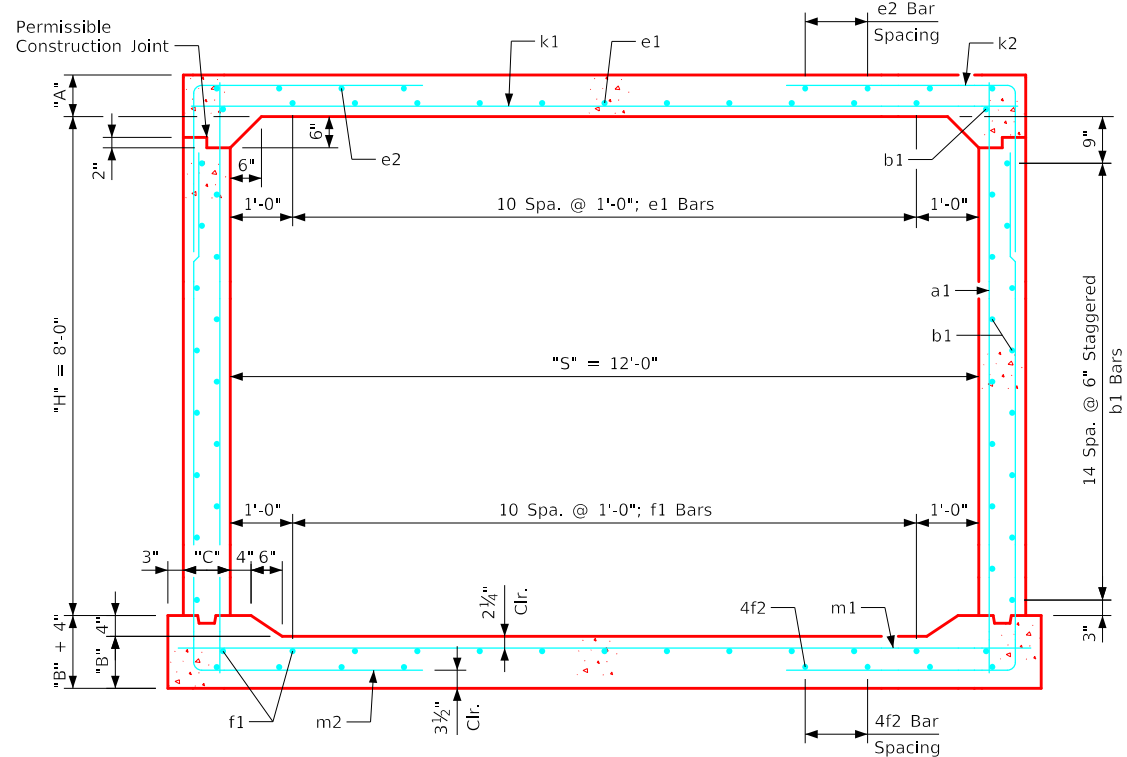 Permissible
Construction Joint
k1
e1
e2 Bar
Spacing
k2
"A"
2"
6"
6"
e2
b1
9"
1'-0"
10 Spa. @ 1'-0"; e1 Bars
1'-0"
a1
b1
"H" = 8'-0"
"S" = 12'-0"
14 Spa. @ 6" Staggered
b1 Bars
1'-0"
10 Spa. @ 1'-0"; f1 Bars
1'-0"
3"
"C"
4"
6"
2¼"
Clr.
4f2
m1
3"
"B" + 4"
4"
"B"
f1
m2
3½"
Clr.
4f2 Bar
Spacing